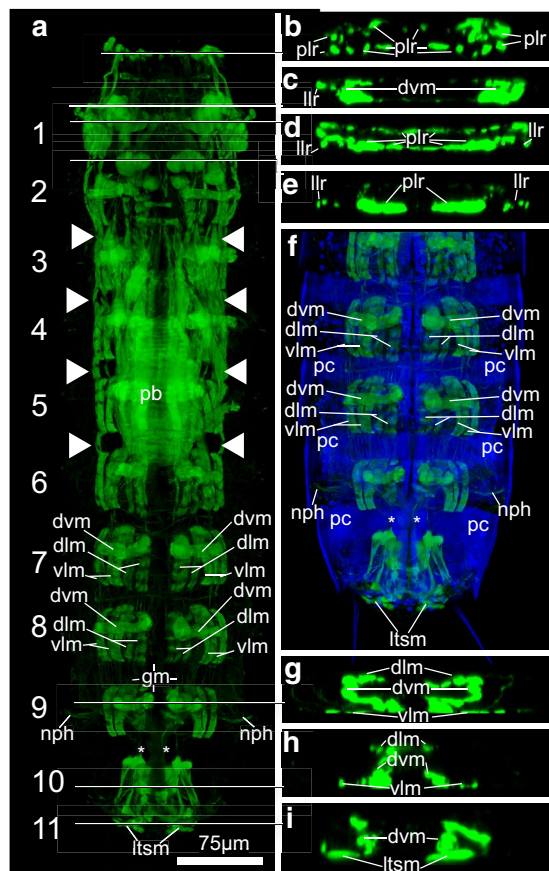 a
1
2
3
4
5
pb
6
dvm dvm
dlm dlm
7
vlm vlm
dvm dvm
8
dlm dlm
vlm vlm
gm
9
nph nph
* *
10
11
ltsm
75µm
b
plr plr plr
c
llr dvm
d
llr plr llr
e
llr plr llr
f
dvm dvm
dlm dlm
vlm vlm
pc pc
dvm dvm
dlm dlm
vlm vlm
pc pc
nph nph
* *
pc pc
ltsm
g
dlm
dvm
vlm
h
dlm
dvm
vlm
i
dvm
ltsm